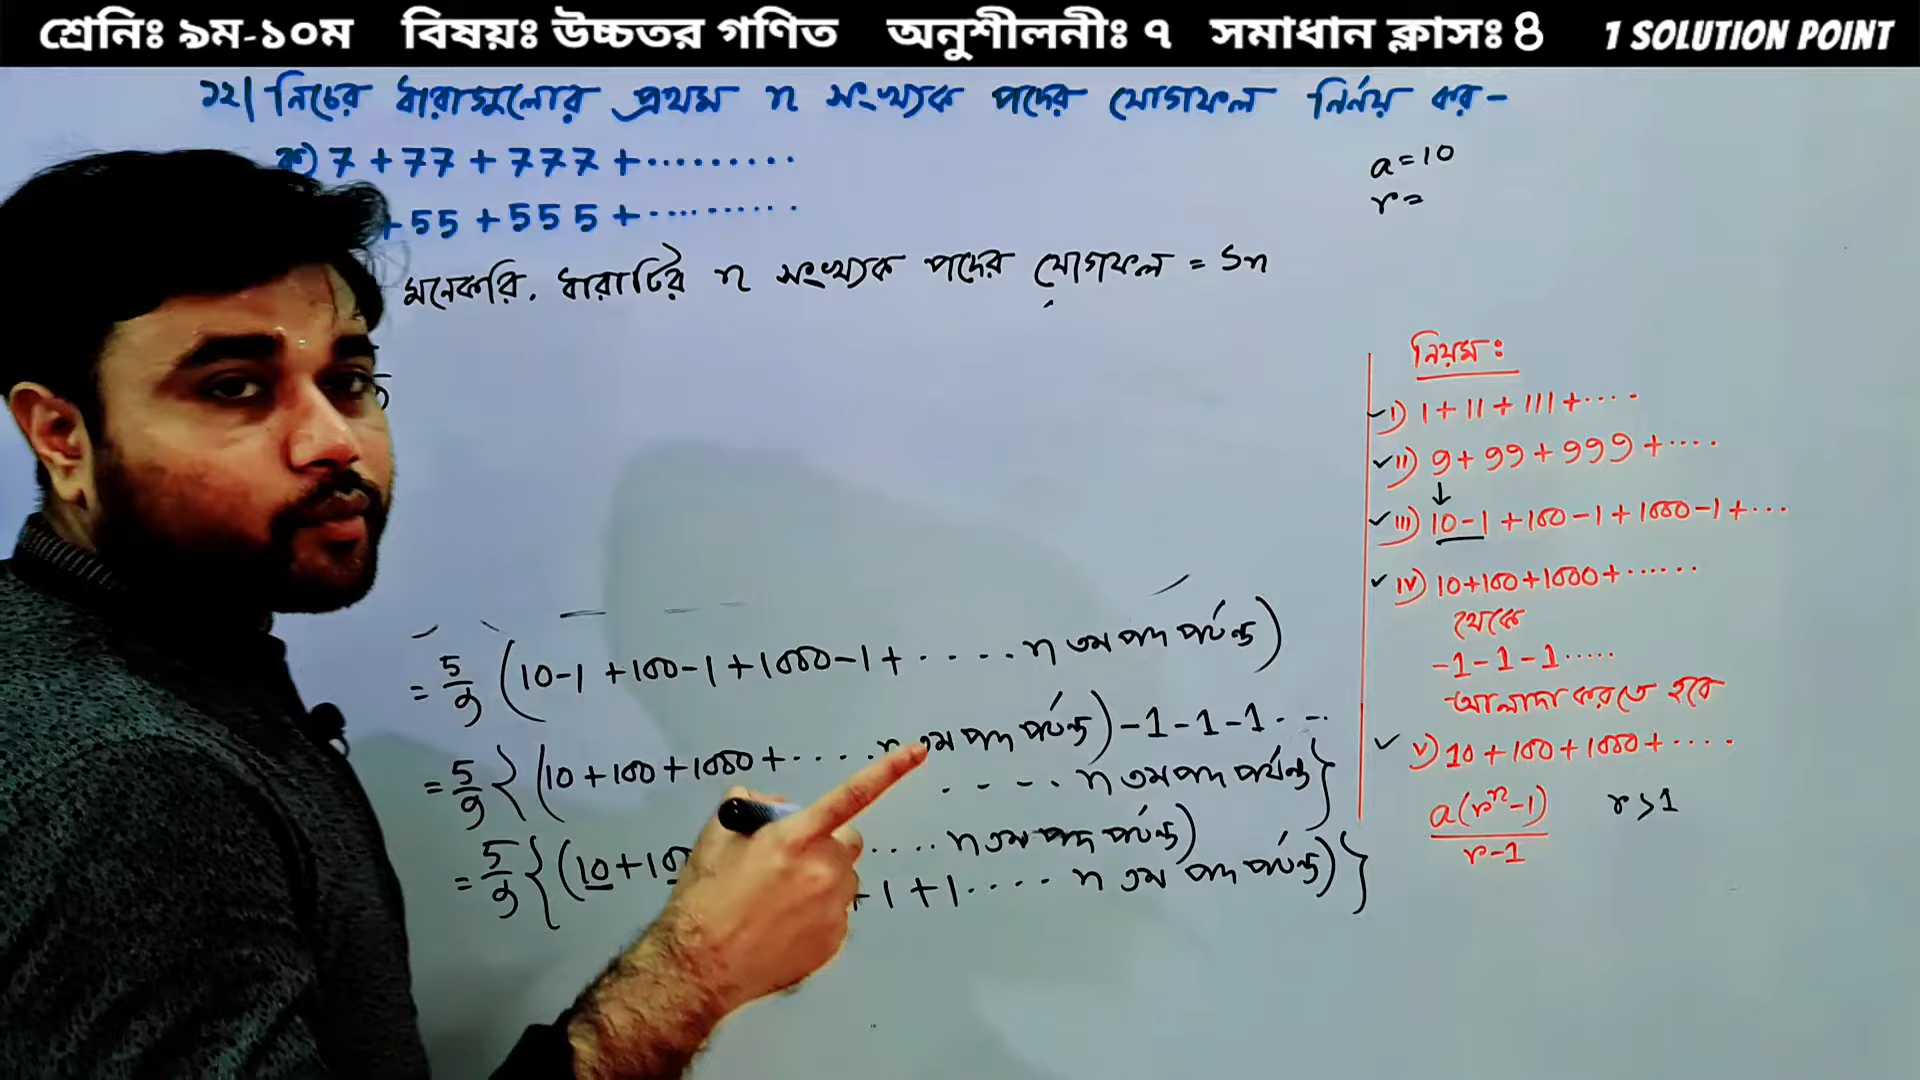 শ্রেনিঃ ৯ম-১০ম বিষয়ঃ উচ্চতর গণিত অনুশীলনীঃ ৭ সমাধান ক্লাসঃ 8 1 SOLUTION POINT
১২| নিচের ধারাগুলোর প্রথম n সংখ্যক পদের যোগফল নির্নয় কর-
ক) 7 + 77 + 777 + .........
+ 55 + 555 + ..........
মনেকরি, ধারাটির n সংখ্যক পদের যোগফল = Sn
= 5/9 (10-1 + 100-1 + 1000-1 + ..... n তম পদ পর্যন্ত)
= 5/9 {(10 + 100 + 1000 + ..... তম পদ পর্যন্ত) -1-1-1...
.... n তম পদ পর্যন্ত}
= 5/9 {(10 + 10 .... n তম পদ পর্যন্ত)
+1+1..... n তম পদ পর্যন্ত)}
a = 10
r =
নিয়মঃ
i) 1 + 11 + 111 + ....
ii) 9 + 99 + 999 + ....
↓
iii) 10-1 + 100-1 + 1000-1 + ...
iv) 10 + 100 + 1000 + ......
থেকে
-1-1-1.....
আলাদা করতে হবে
v) 10 + 100 + 1000 + ....
a(rⁿ-1)/r-1 r > 1